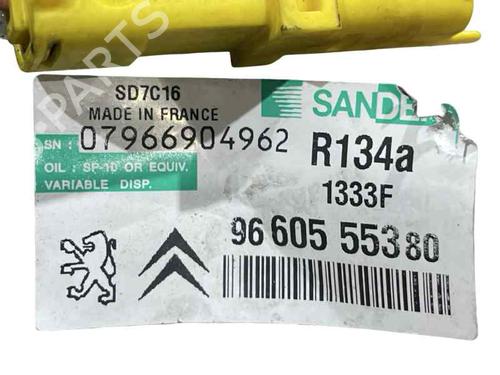 SD7C16
MADE IN FRANCE
SN : 07966904962
OIL : SP-10 OR EQUIV.
VARIABLE DISP.
SANDE
R134a
1333F
96 605 553 80